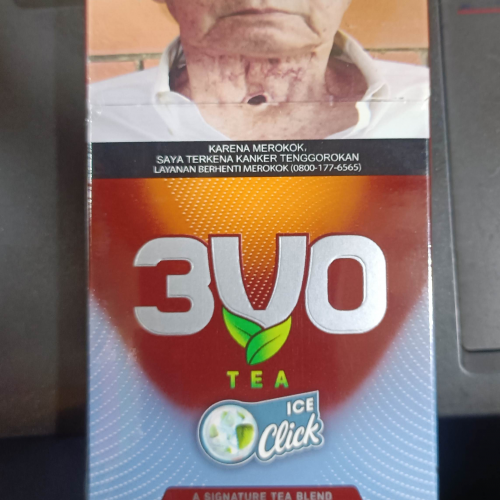 KARENA MEROKOK,
SAYA TERKENA KANKER TENGGOROKAN
LAYANAN BERHENTI MEROKOK (0800-177-6565)
3VO
TEA
ICE
Click
A SIGNATURE TEA BLEND